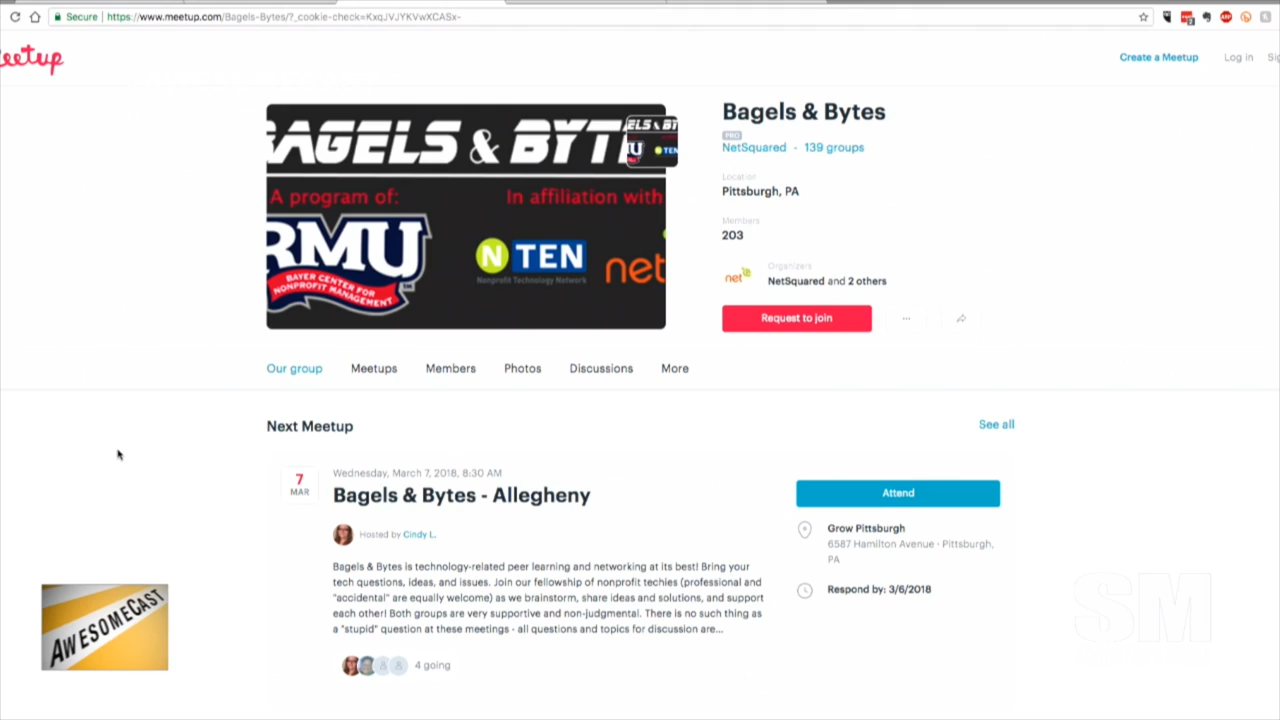 Secure | https://www.meetup.com/Bagels-Bytes/?_cookie-check=KxqJVJYKVwXCASx-
eetup
Create a Meetup
Log in
Sig
BAGELS & BYT
ELS & BY
U
N TEN
A program of:
In affiliation with
RMU
BAYER CENTER FOR
NONPROFIT MANAGEMENT
N TEN
Nonprofit Technology Network
net
Bagels & Bytes
PRO
NetSquared - 139 groups
Location
Pittsburgh, PA
Members
203
net
Organizers
NetSquared and 2 others
Request to join
...
Our group
Meetups
Members
Photos
Discussions
More
Next Meetup
See all
7
MAR
Wednesday, March 7, 2018, 8:30 AM
Bagels & Bytes - Allegheny
Hosted by Cindy L.
Bagels & Bytes is technology-related peer learning and networking at its best! Bring your
tech questions, ideas, and issues. Join our fellowship of nonprofit techies (professional and
"accidental" are equally welcome) as we brainstorm, share ideas and solutions, and support
each other! Both groups are very supportive and non-judgmental. There is no such thing as
a "stupid" question at these meetings - all questions and topics for discussion are...
4 going
Attend
Grow Pittsburgh
6587 Hamilton Avenue · Pittsburgh,
PA
Respond by: 3/6/2018
AWESOMECAST
SM